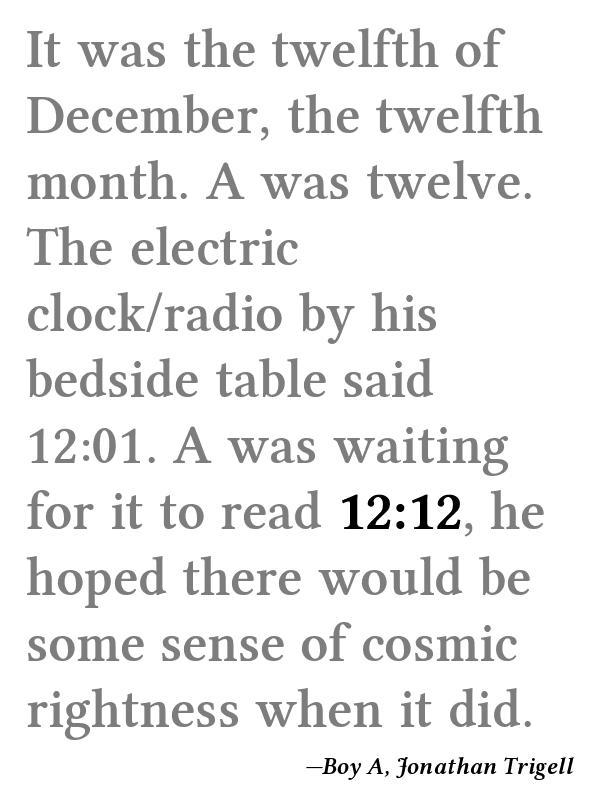 It was the twelfth of
December, the twelfth
month. A was twelve.
The electric
clock/radio by his
bedside table said
12:01. A was waiting
for it to read 12:12, he
hoped there would be
some sense of cosmic
rightness when it did.
—Boy A, Jonathan Trigell